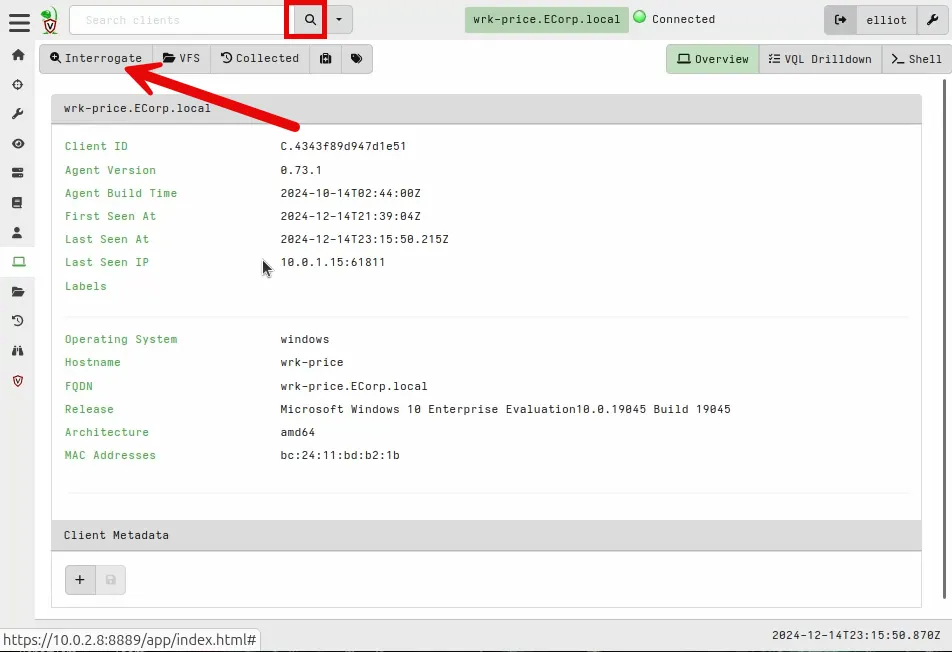 Search clients wrk-price.ECorp.local Connected elliot
Interrogate VFS Collected Overview VQL Drilldown Shell
wrk-price.ECorp.local
Client ID C.4343f89d947d1e51
Agent Version 0.73.1
Agent Build Time 2024-10-14T02:44:00Z
First Seen At 2024-12-14T21:39:04Z
Last Seen At 2024-12-14T23:15:50.215Z
Last Seen IP 10.0.1.15:61811
Labels
Operating System windows
Hostname wrk-price
FQDN wrk-price.ECorp.local
Release Microsoft Windows 10 Enterprise Evaluation10.0.19045 Build 19045
Architecture amd64
MAC Addresses bc:24:11:bd:b2:1b
Client Metadata
https://10.0.2.8:8889/app/index.html# 2024-12-14T23:15:50.870Z